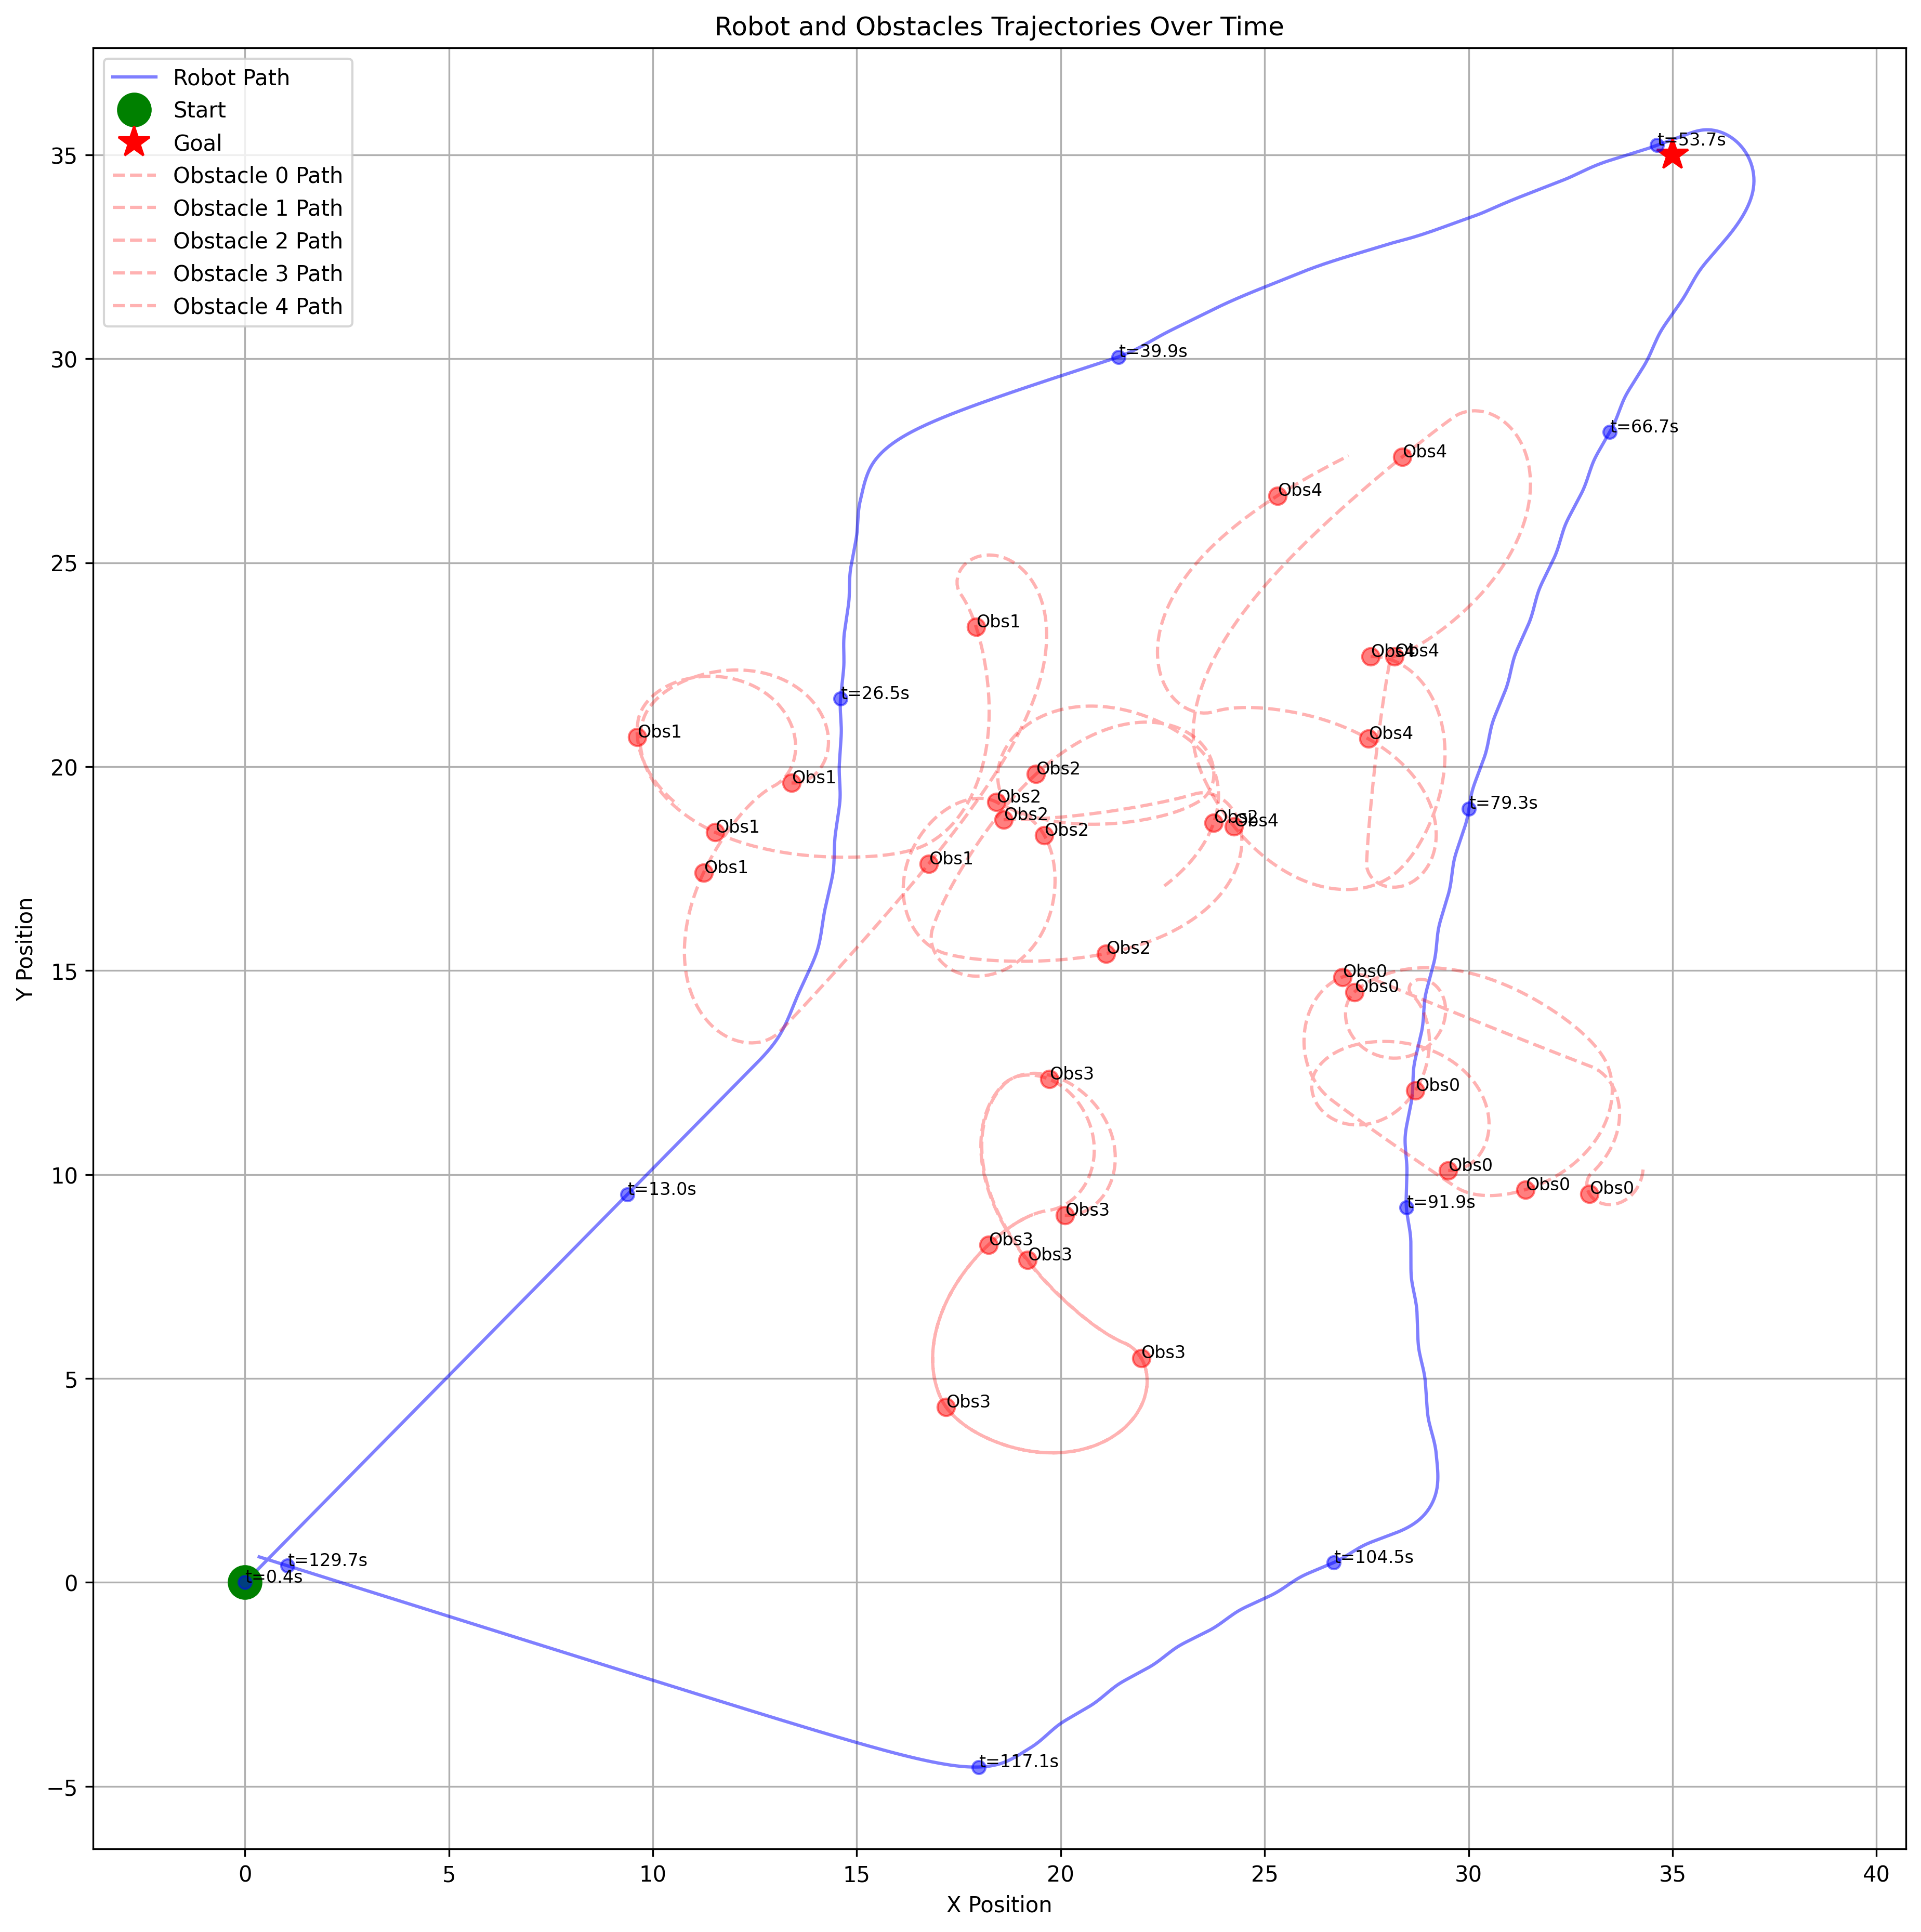 Robot and Obstacles Trajectories Over Time
Robot Path
Start
Goal
Obstacle 0 Path
Obstacle 1 Path
Obstacle 2 Path
Obstacle 3 Path
Obstacle 4 Path
t=53.7s
35
t=39.9s
30
t=66.7s
Obs4
Obs4
25
Obs1
Obs4
Obs4
t=26.5s
Obs1
Obs4
20
Obs2
Obs1
Obs2
t=79.3s
Obs2
Obs2
Obs4
Obs1
Obs2
Obs1
Obs1
Y Position
Obs2
15
Obs0
Obs0
Obs3
Obs0
10
t=13.0s
Obs0
Obs0
Obs0
Obs3
t=91.9s
Obs3
Obs3
5
Obs3
Obs3
t=129.7s
t=104.5s
0
t=0.4s
t=117.1s
−5
0
5
10
15
20
25
30
35
40
X Position